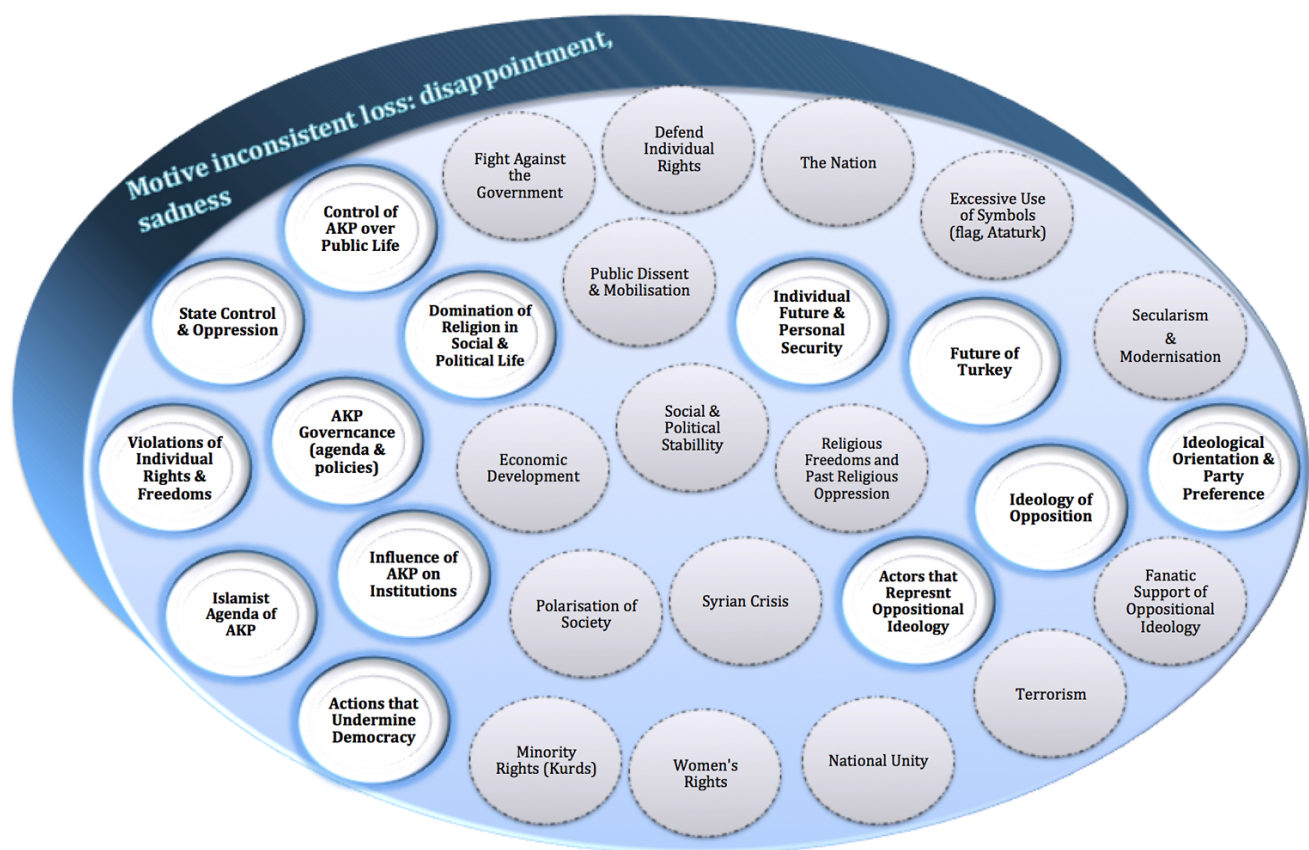 Motive inconsistent loss: disappointment,
sadness
Fight Against
the
Government
Defend
Individual
Rights
The Nation
Excessive Use
of Symbols
(flag, Ataturk)
Control of
AKP over
Public Life
Public Dissent
& Mobilisation
State Control
& Oppression
Domination of
Religion in
Social &
Political Life
Individual
Future &
Personal
Security
Future of
Turkey
Secularism
&
Modernisation
Violations of
Individual
Rights &
Freedoms
AKP
Governcance
(agenda &
policies)
Economic
Development
Social &
Political
Stabillity
Religious
Freedoms and
Past Religious
Oppression
Ideology of
Opposition
Ideological
Orientation &
Party
Preference
Islamist
Agenda of
AKP
Influence of
AKP on
Institutions
Polarisation of
Society
Syrian Crisis
Actors that
Represnt
Oppositional
Ideology
Fanatic
Support of
Oppositional
Ideology
Actions that
Undermine
Democracy
Minority
Rights (Kurds)
Women's
Rights
National Unity
Terrorism